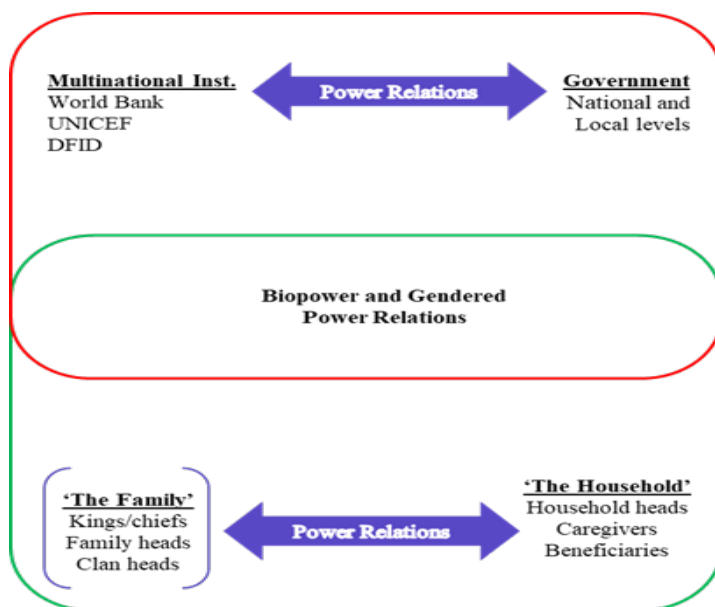 Multinational Inst.
World Bank
UNICEF
DFID
Power Relations
Government
National and
Local levels
Biopower and Gendered
Power Relations
‘The Family’
Kings/chiefs
Family heads
Clan heads
Power Relations
‘The Household’
Household heads
Caregivers
Beneficiaries